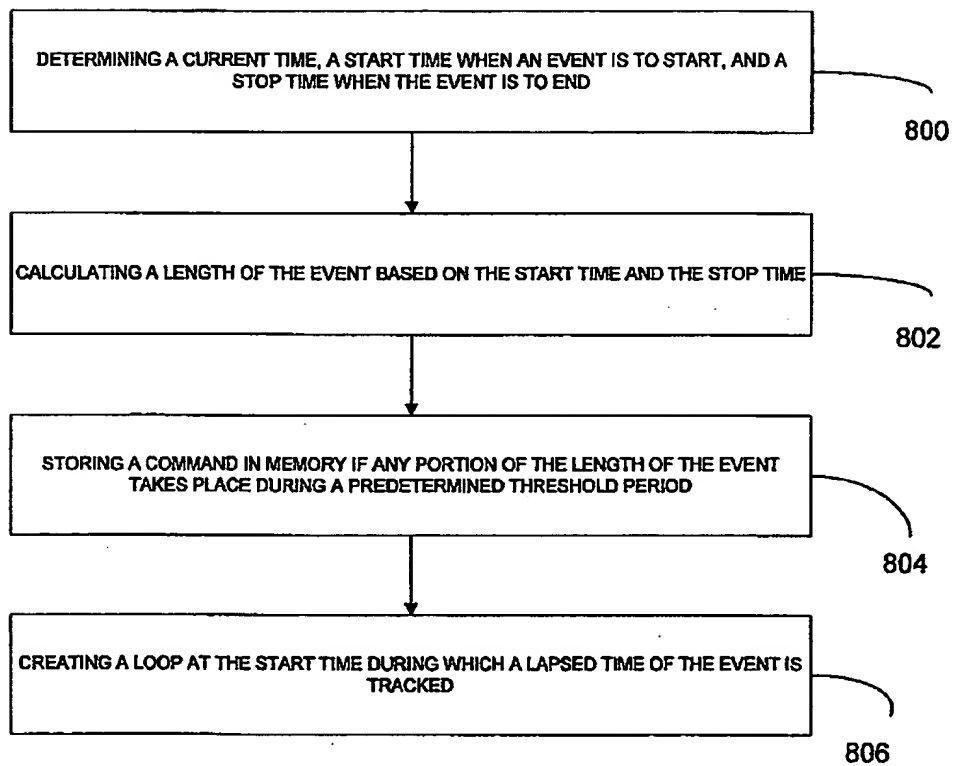 DETERMINING A CURRENT TIME, A START TIME WHEN AN EVENT IS TO START, AND A
STOP TIME WHEN THE EVENT IS TO END
800
CALCULATING A LENGTH OF THE EVENT BASED ON THE START TIME AND THE STOP TIME
802
STORING A COMMAND IN MEMORY IF ANY PORTION OF THE LENGTH OF THE EVENT
TAKES PLACE DURING A PREDETERMINED THRESHOLD PERIOD
804
CREATING A LOOP AT THE START TIME DURING WHICH A LAPSED TIME OF THE EVENT IS
TRACKED
806